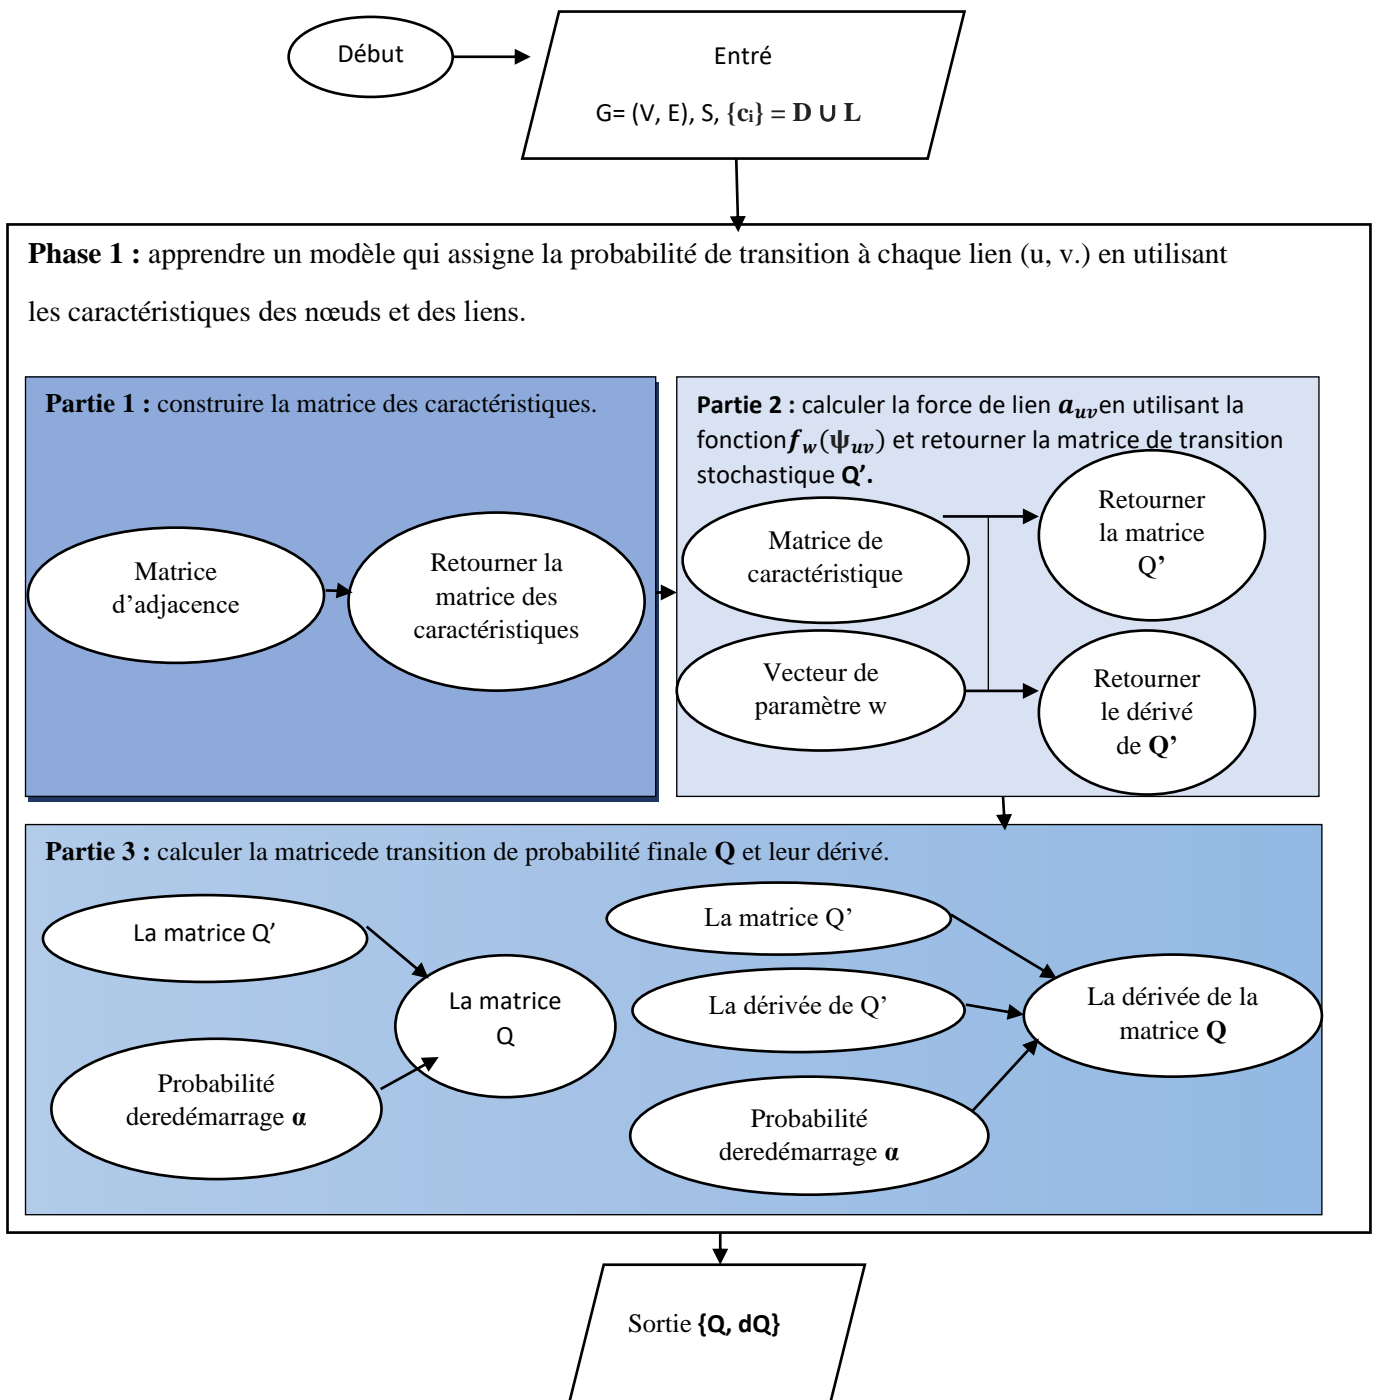 Début
Entré
G= (V, E), S, {cᵢ} = D ∪ L
Phase 1 : apprendre un modèle qui assigne la probabilité de transition à chaque lien (u, v.) en utilisant
les caractéristiques des nœuds et des liens.
Partie 1 : construire la matrice des caractéristiques.
Matrice
d’adjacence
Retourner la
matrice des
caractéristiques
Partie 2 : calculer la force de lien a_{uv}en utilisant la
fonctionf_w(ψ_{uv}) et retourner la matrice de transition
stochastique Q’.
Matrice de
caractéristique
Retourner
la matrice
Q’
Vecteur de
paramètre w
Retourner
le dérivé
de Q’
Partie 3 : calculer la matricede transition de probabilité finale Q et leur dérivé.
La matrice Q’
La matrice
Q
Probabilité
deredémarrage α
La matrice Q’
La dérivée de Q’
La dérivée de la
matrice Q
Probabilité
deredémarrage α
Sortie {Q, dQ}